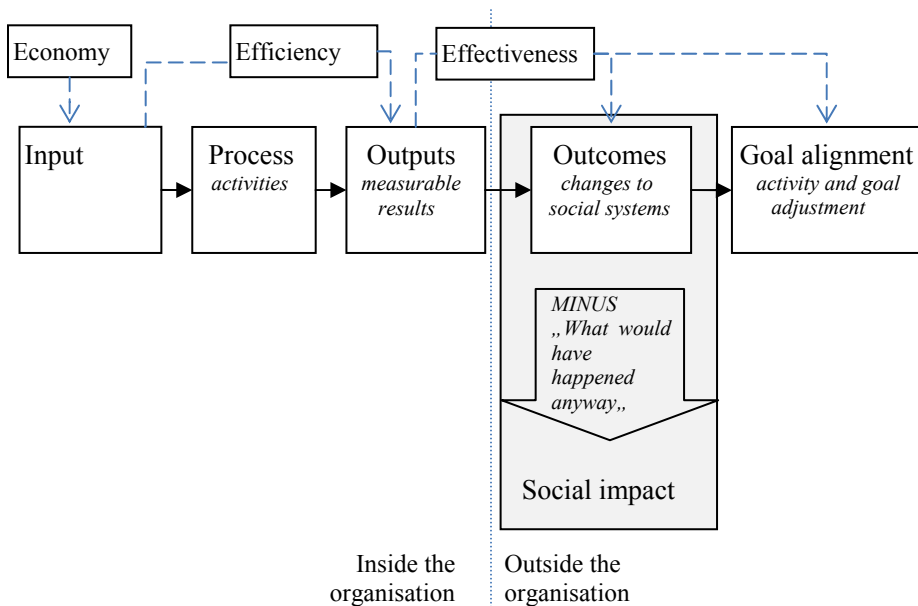 Economy
Efficiency
Effectiveness
Input
Process
activities
Outputs
measurable
results
Outcomes
changes to
social systems
Goal alignment
activity and goal
adjustment
MINUS
„What would
have
happened
anyway„
Social impact
Inside the
organisation
Outside the
organisation